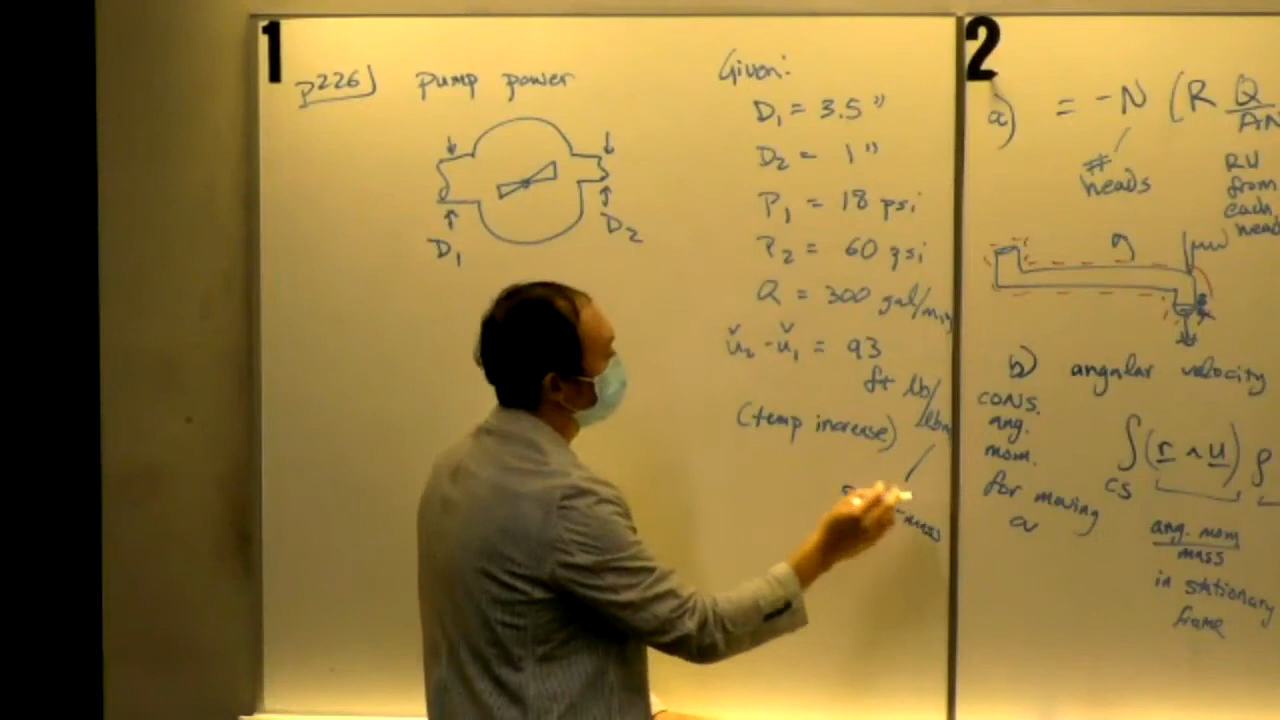 1
p226] pump power
D₁
D₂
Given:
D₁ = 3.5"
D₂ = 1"
P₁ = 18 psi
P₂ = 60 psi
Q = 300 gal/min
ǔ₂ - ǔ₁ = 93
ft lb/lbm
(temp increase)
-mass
2
a) = -N (R Q/AN
#
heads
RU
from
each
head
b) angular velocity
cons.
ang.
mom.
for moving
a
∫ (r ∧ u) ρ
cs
ang. mom
mass
in stationary
frame